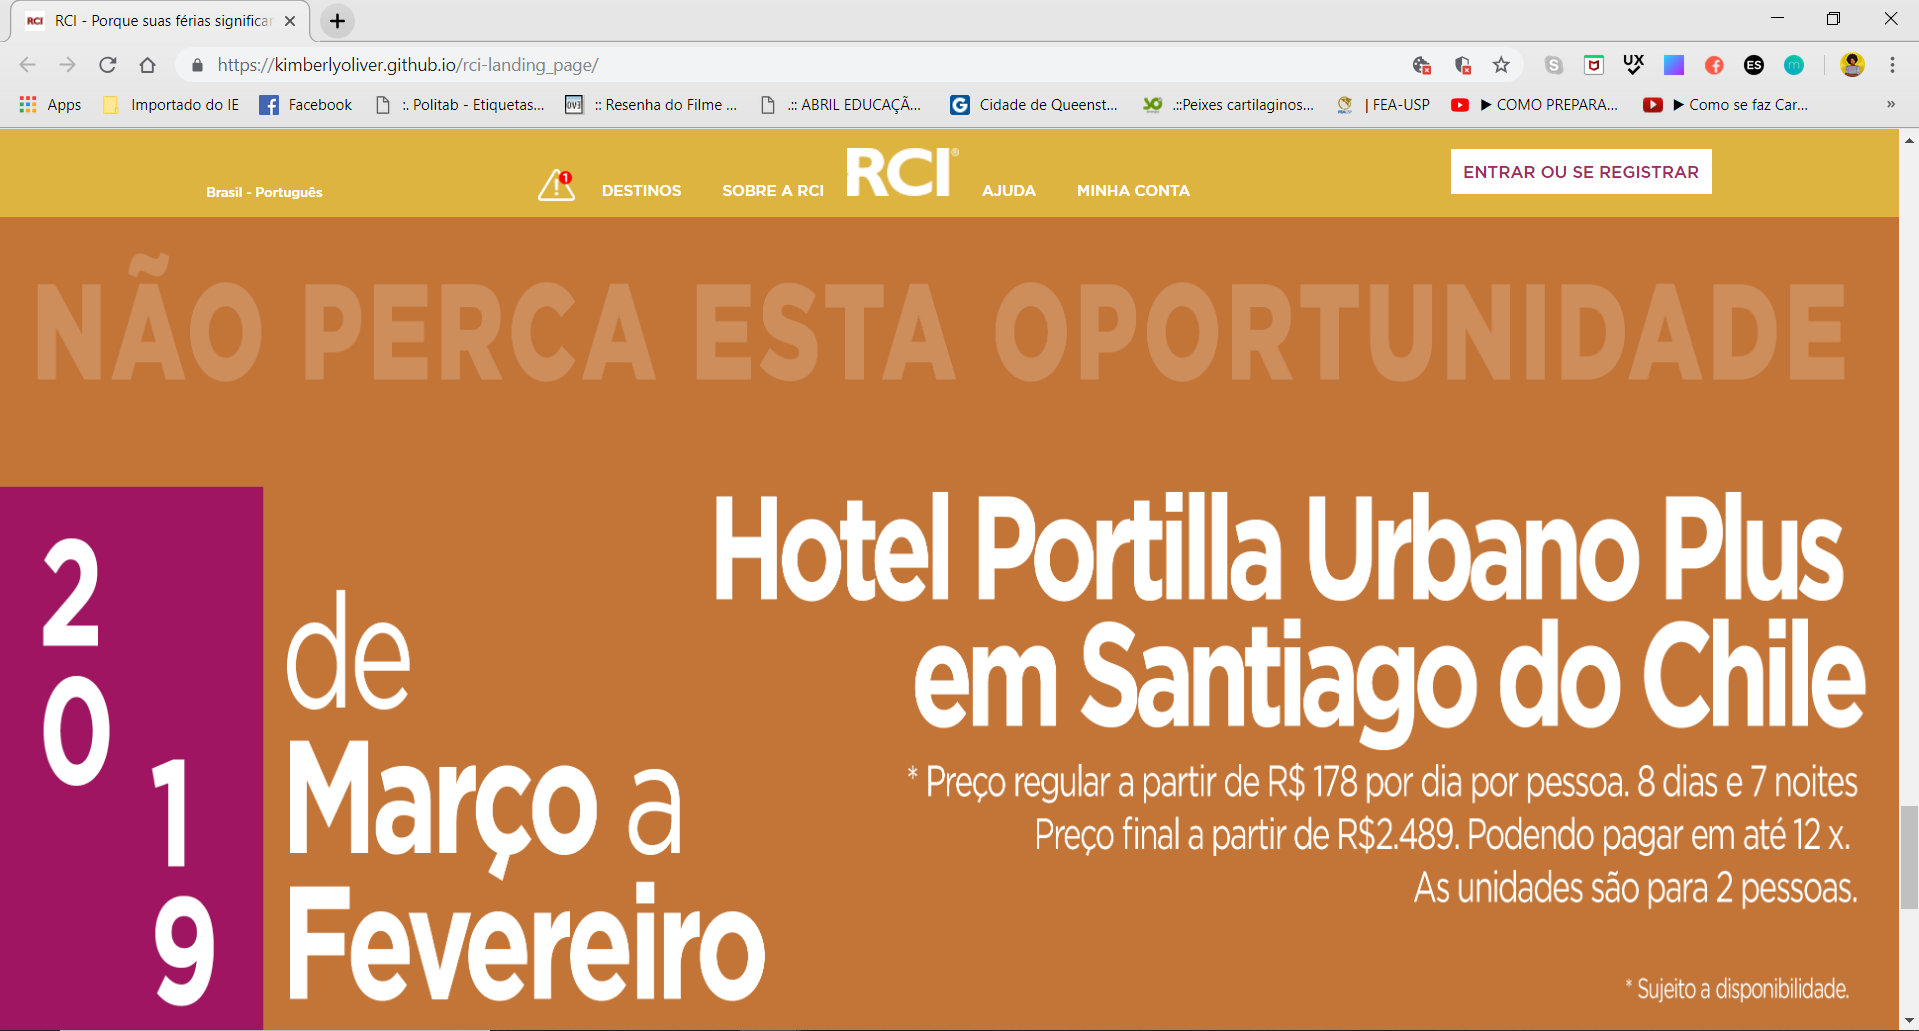 RCI - Porque suas férias significar
https://kimberlyoliver.github.io/rci-landing_page/
Apps
Importado do IE
Facebook
:. Politab - Etiquetas...
:: Resenha do Filme ...
.:: ABRIL EDUCAÇÃ...
Cidade de Queenst...
.::Peixes cartilaginos...
| FEA-USP
▶ COMO PREPARA...
▶ Como se faz Car...
»
Brasil - Português
1
DESTINOS
SOBRE A RCI
RCI®
AJUDA
MINHA CONTA
ENTRAR OU SE REGISTRAR
NÃO PERCA ESTA OPORTUNIDADE
2
0
1
9
de
Março a
Fevereiro
Hotel Portilla Urbano Plus
em Santiago do Chile
* Preço regular a partir de R$ 178 por dia por pessoa. 8 dias e 7 noites
Preço final a partir de R$2.489. Podendo pagar em até 12 x.
As unidades são para 2 pessoas.
* Sujeito a disponibilidade.